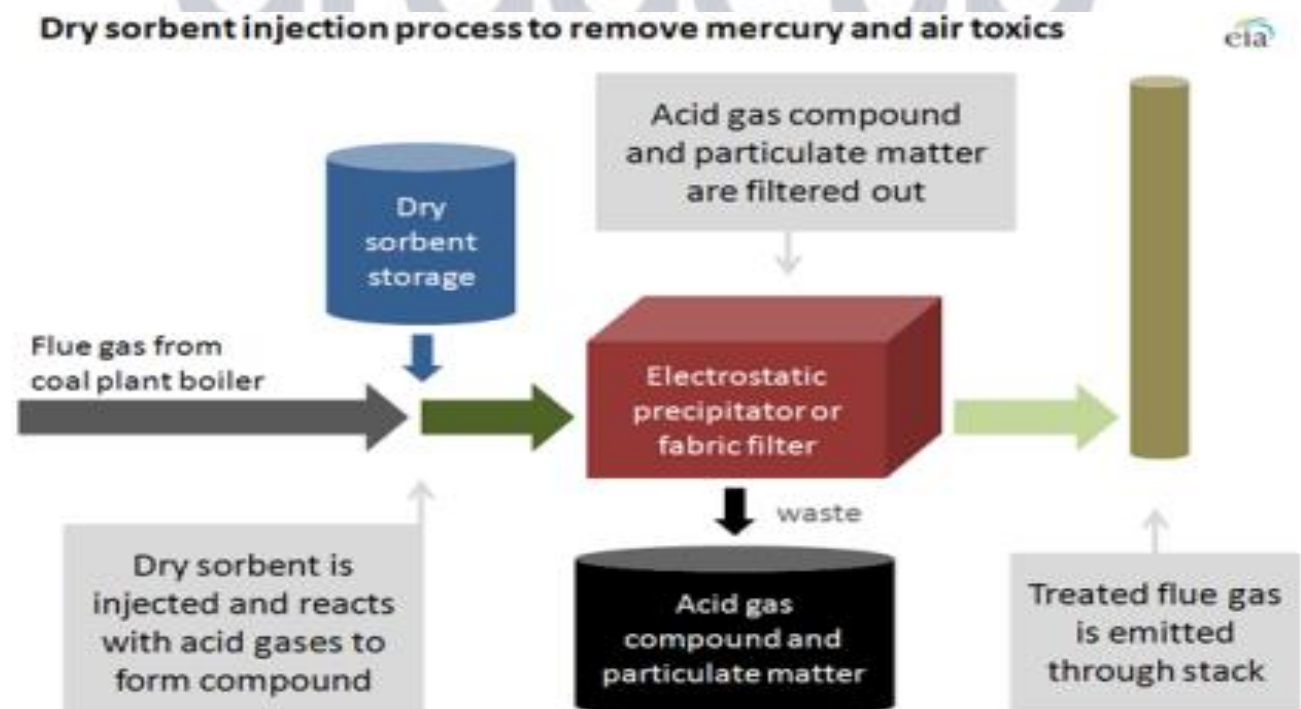 Dry sorbent injection process to remove mercury and air toxics
eia
Acid gas compound
and particulate matter
are filtered out
Dry
sorbent
storage
Flue gas from
coal plant boiler
Electrostatic
precipitator or
fabric filter
waste
Dry sorbent is
injected and reacts
with acid gases to
form compound
Acid gas
compound and
particulate matter
Treated flue gas
is emitted
through stack